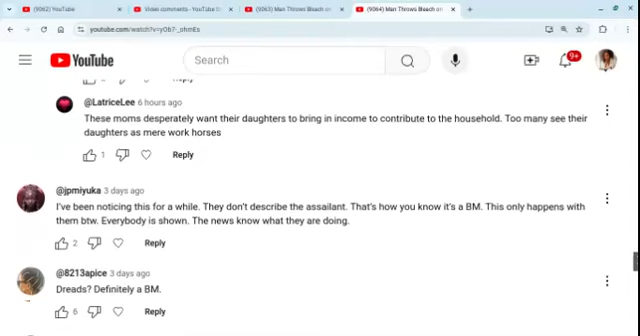 (9062) YouTube
Violen comments - YouTube
(9063) Man Throws Bleach on
(9064) Man Throws Bleach on
youtube.com/watch?v=yOb7-_ohmEs
YouTube
Search
9+
Reply
@LatriceLee 6 hours ago
These moms desperately want their daughters to bring in income to contribute to the household. Too many see their
daughters as mere work horses
1 Reply
@jpmiyuka 3 days ago
I've been noticing this for a while. They don't describe the assailant. That's how you know it's a BM. This only happens with
them btw. Everybody is shown. The news know what they are doing.
2 Reply
@8213apice 3 days ago
Dreads? Definitely a BM.
6 Reply